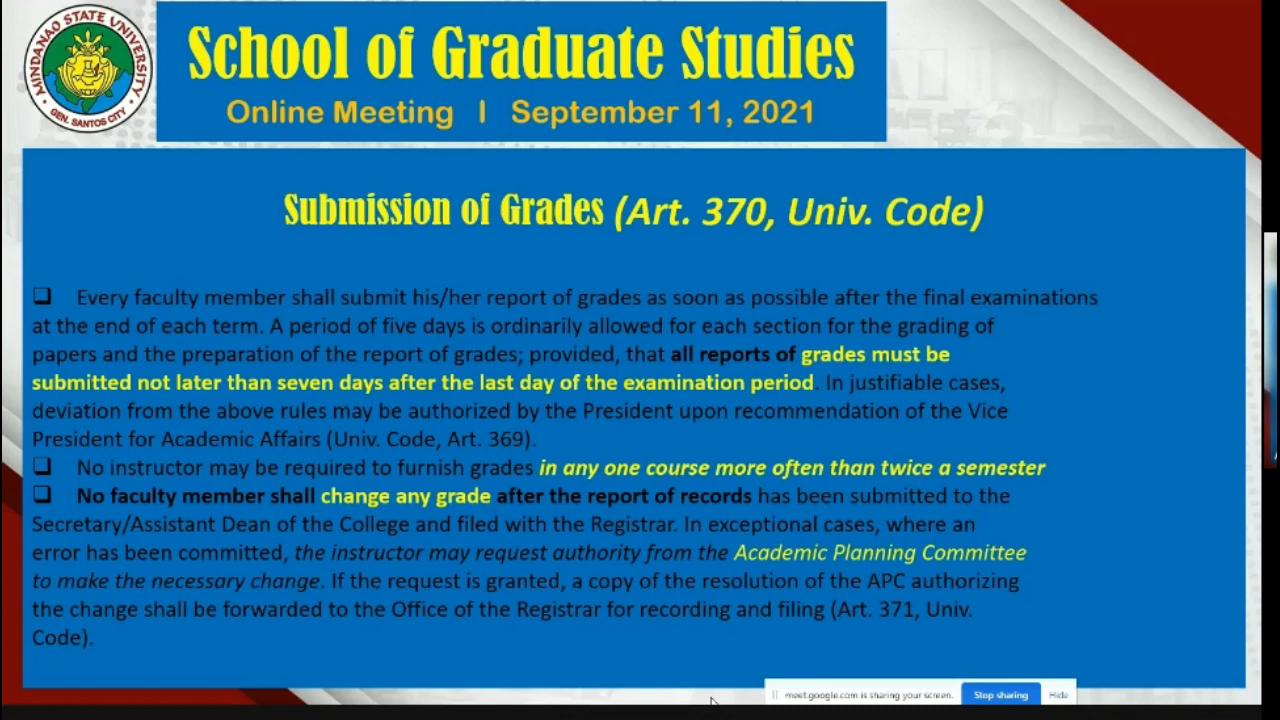 MINDANAO STATE UNIVERSITY
GEN. SANTOS CITY
School of Graduate Studies
Online Meeting | September 11, 2021
Submission of Grades (Art. 370, Univ. Code)
❑ Every faculty member shall submit his/her report of grades as soon as possible after the final examinations
at the end of each term. A period of five days is ordinarily allowed for each section for the grading of
papers and the preparation of the report of grades; provided, that all reports of grades must be
submitted not later than seven days after the last day of the examination period. In justifiable cases,
deviation from the above rules may be authorized by the President upon recommendation of the Vice
President for Academic Affairs (Univ. Code, Art. 369).
❑ No instructor may be required to furnish grades in any one course more often than twice a semester
❑ No faculty member shall change any grade after the report of records has been submitted to the
Secretary/Assistant Dean of the College and filed with the Registrar. In exceptional cases, where an
error has been committed, the instructor may request authority from the Academic Planning Committee
to make the necessary change. If the request is granted, a copy of the resolution of the APC authorizing
the change shall be forwarded to the Office of the Registrar for recording and filing (Art. 371, Univ.
Code).
meet.google.com is sharing your screen. Stop sharing Hide